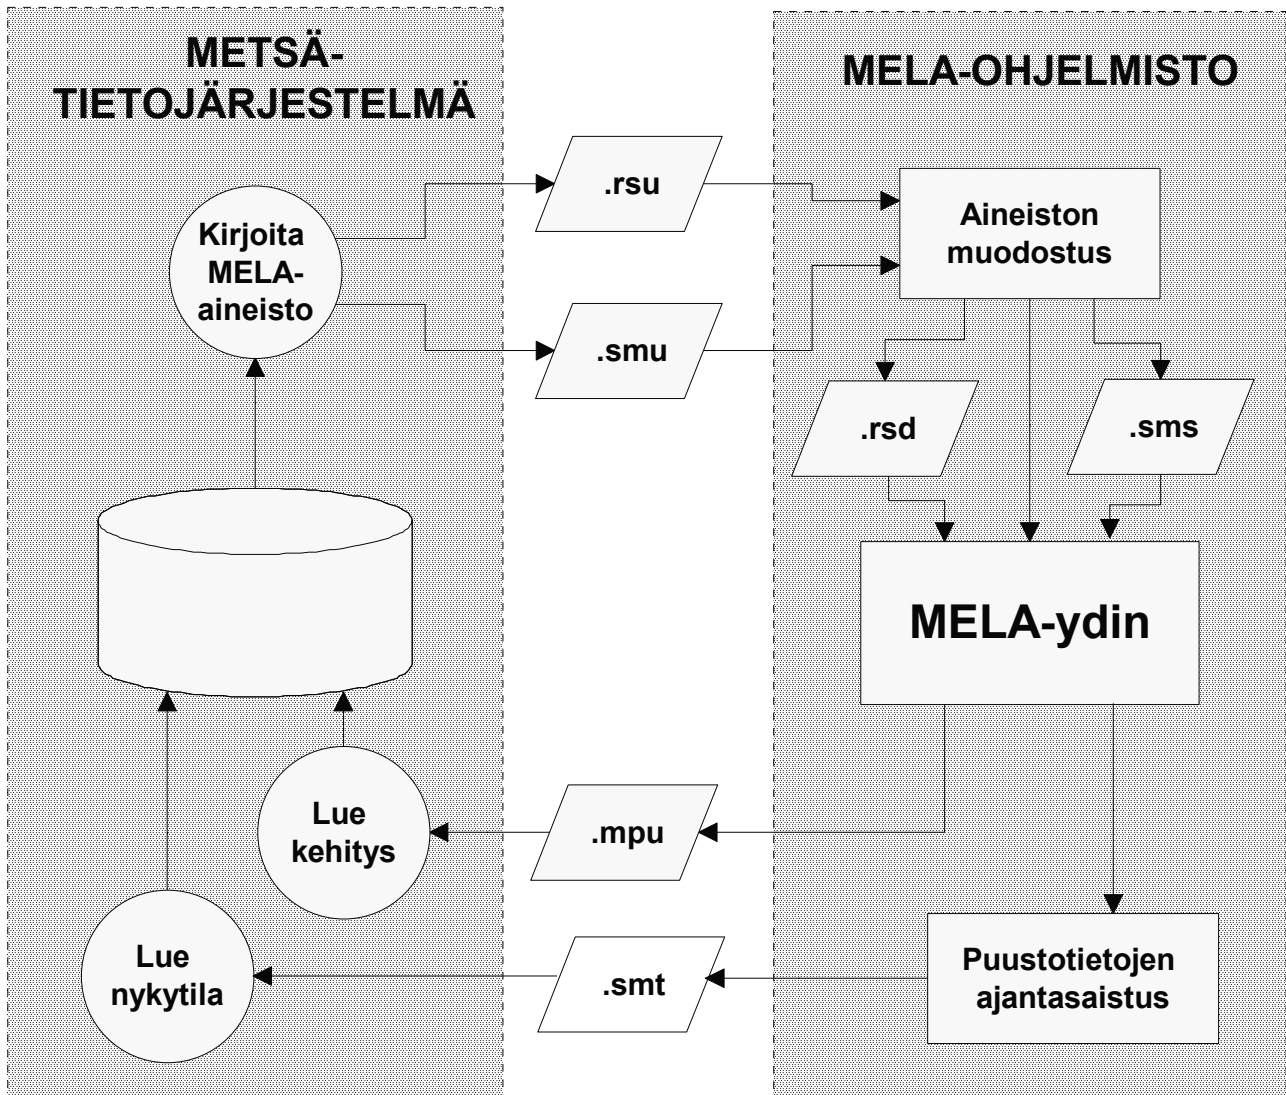 METSÄ-
TIETOJÄRJESTELMÄ
MELA-OHJELMISTO
Kirjoita
MELA-
aineisto
.rsu
.smu
Aineiston
muodostus
.rsd
.sms
MELA-ydin
Lue
kehitys
.mpu
Lue
nykytila
.smt
Puustotietojen
ajantasaistus